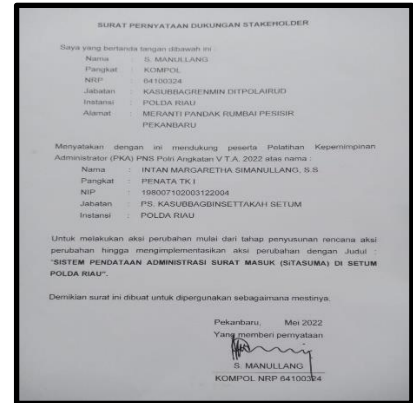 SURAT PERNYATAAN DUKUNGAN STAKEHOLDER
Saya yang bertanda tangan dibawah ini :
Nama : S. MANULLANG
Pangkat : KOMPOL
NRP : 64100324
Jabatan : KASUBBAGRENMIN DITPOLAIRUD
Instansi : POLDA RIAU
Alamat : MERANTI PANDAK RUMBAI PESISIR
PEKANBARU
Menyatakan dengan ini mendukung peserta Pelatihan Kepemimpinan
Administrator (PKA) PNS Polri Angkatan V T.A. 2022 atas nama :
Nama : INTAN MARGARETHA SIMANULLANG, S.S
Pangkat : PENATA TK I
NIP : 198007102003122004
Jabatan : PS. KASUBBAGBINSETTAKAH SETUM
Instansi : POLDA RIAU
Untuk melakukan aksi perubahan mulai dari tahap penyusunan rencana aksi
perubahan hingga mengimplementasikan aksi perubahan dengan Judul :
"SISTEM PENDATAAN ADMINISTRASI SURAT MASUK (SiTASUMA) DI SETUM
POLDA RIAU".
Demikian surat ini dibuat untuk dipergunakan sebagaimana mestinya.
Pekanbaru, Mei 2022
Yang memberi pernyataan
S. MANULLANG
KOMPOL NRP 64100324